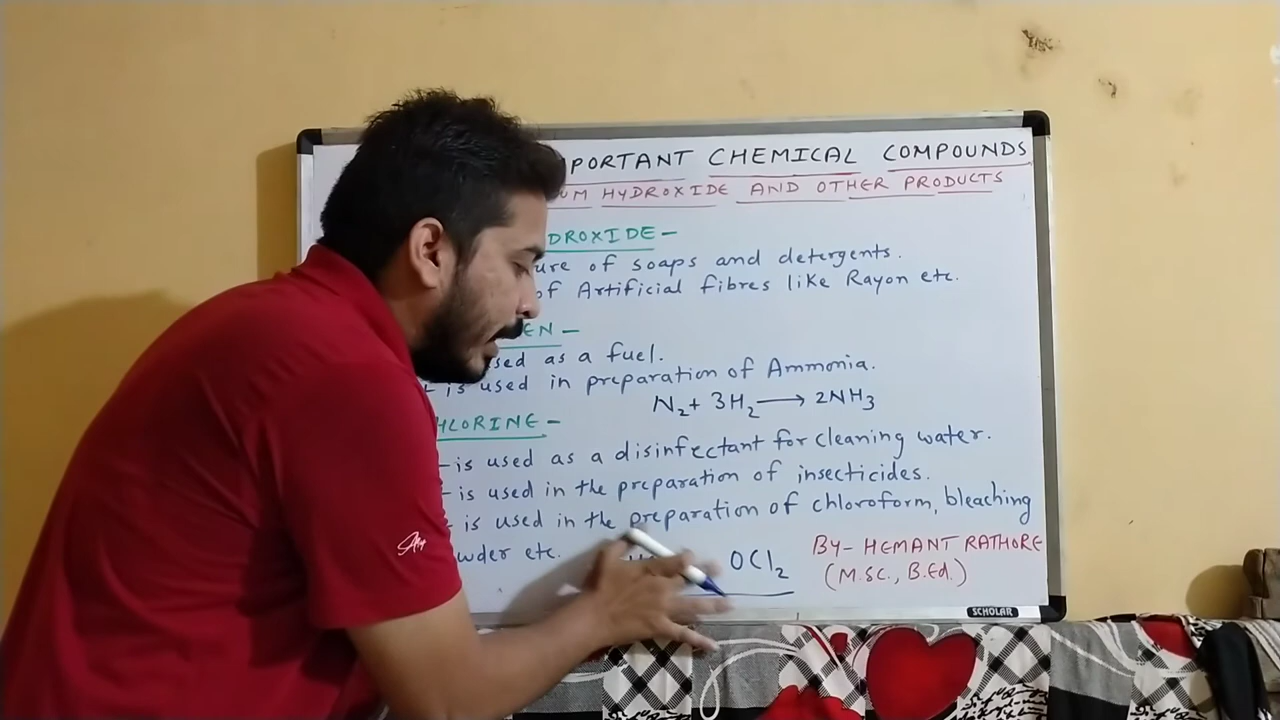 PORTANT CHEMICAL COMPOUNDS
UM HYDROXIDE AND OTHER PRODUCTS
DROXIDE -
ure of soaps and detergents.
of Artificial fibres like Rayon etc.
EN -
sed as a fuel.
is used in preparation of Ammonia.
N2 + 3H2 → 2NH3
HLORINE -
- is used as a disinfectant for cleaning water.
- is used in the preparation of insecticides.
is used in the preparation of chloroform, bleaching
wder etc.
OCl2
BY - HEMANT RATHORE
(M.SC., B.Ed.)
SCHOLAR